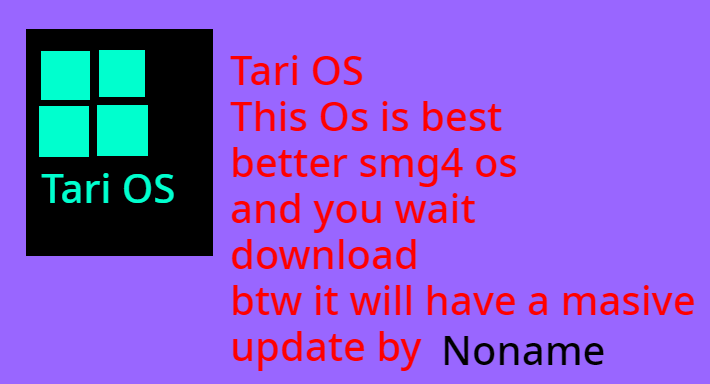 Tari OS
Tari OS
This Os is best
better smg4 os
and you wait
download
btw it will have a masive
update by Noname